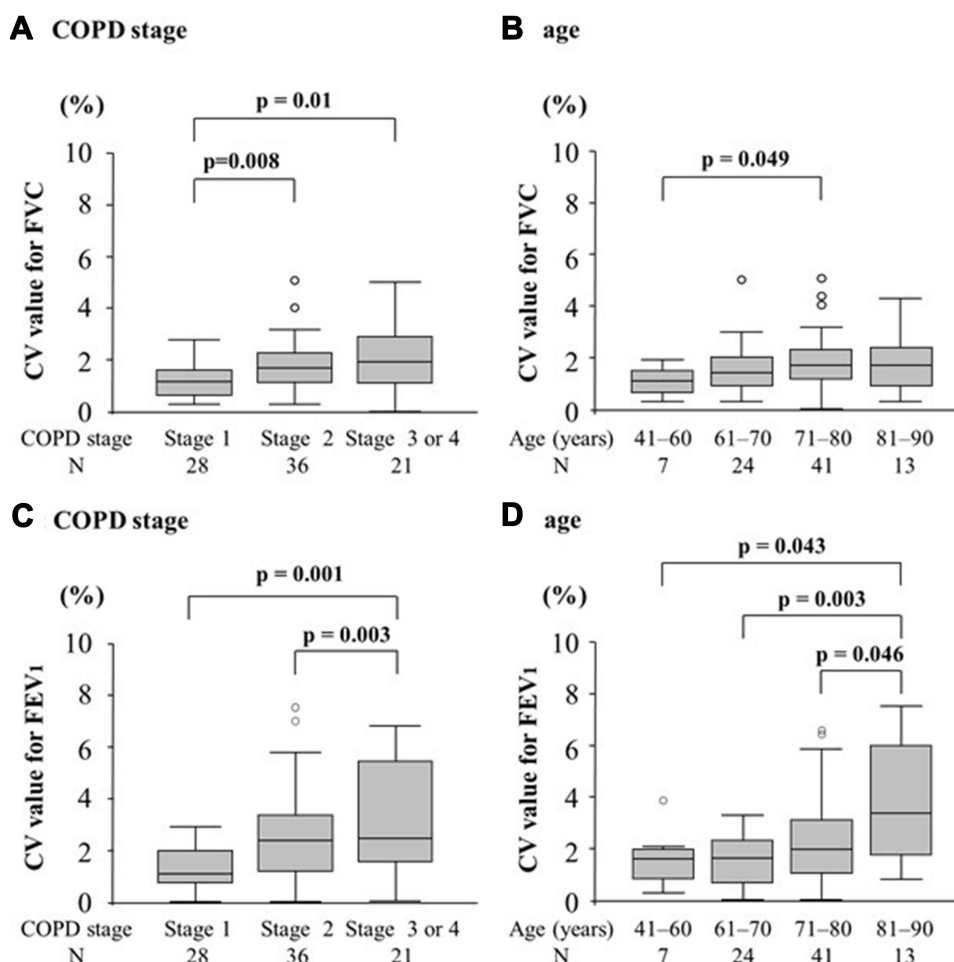 A COPD stage
(%)
p = 0.01
p=0.008
10
8
6
4
2
0
CV value for FVC
COPD stage Stage 1 Stage 2 Stage 3 or 4
N 28 36 21
B age
(%)
p = 0.049
10
8
6
4
2
0
CV value for FVC
Age (years) 41–60 61–70 71–80 81–90
N 7 24 41 13
C COPD stage
(%)
p = 0.001
p = 0.003
10
8
6
4
2
0
CV value for FEV1
COPD stage Stage 1 Stage 2 Stage 3 or 4
N 28 36 21
D age
(%)
p = 0.043
p = 0.003
p = 0.046
10
8
6
4
2
0
CV value for FEV1
Age (years) 41–60 61–70 71–80 81–90
N 7 24 41 13